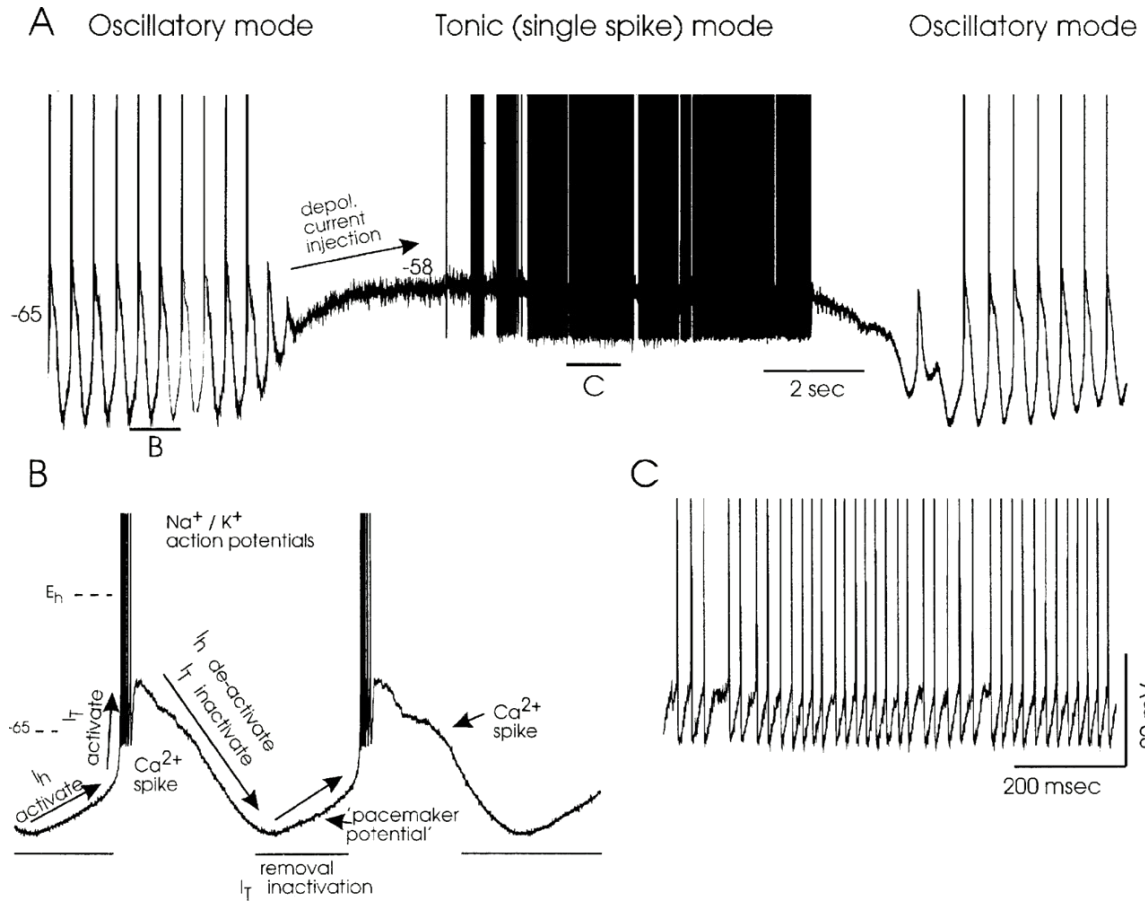 A
Oscillatory mode
Tonic (single spike) mode
Oscillatory mode
depol.
current
injection
-58
-65
B
C
2 sec
B
Na+ / K+
action potentials
Eh
Ih de-activate
IT inactivate
IT
activate
-65
Ih
activate
Ca2+
spike
Ca2+
spike
'pacemaker
potential'
removal
IT inactivation
C
200 msec